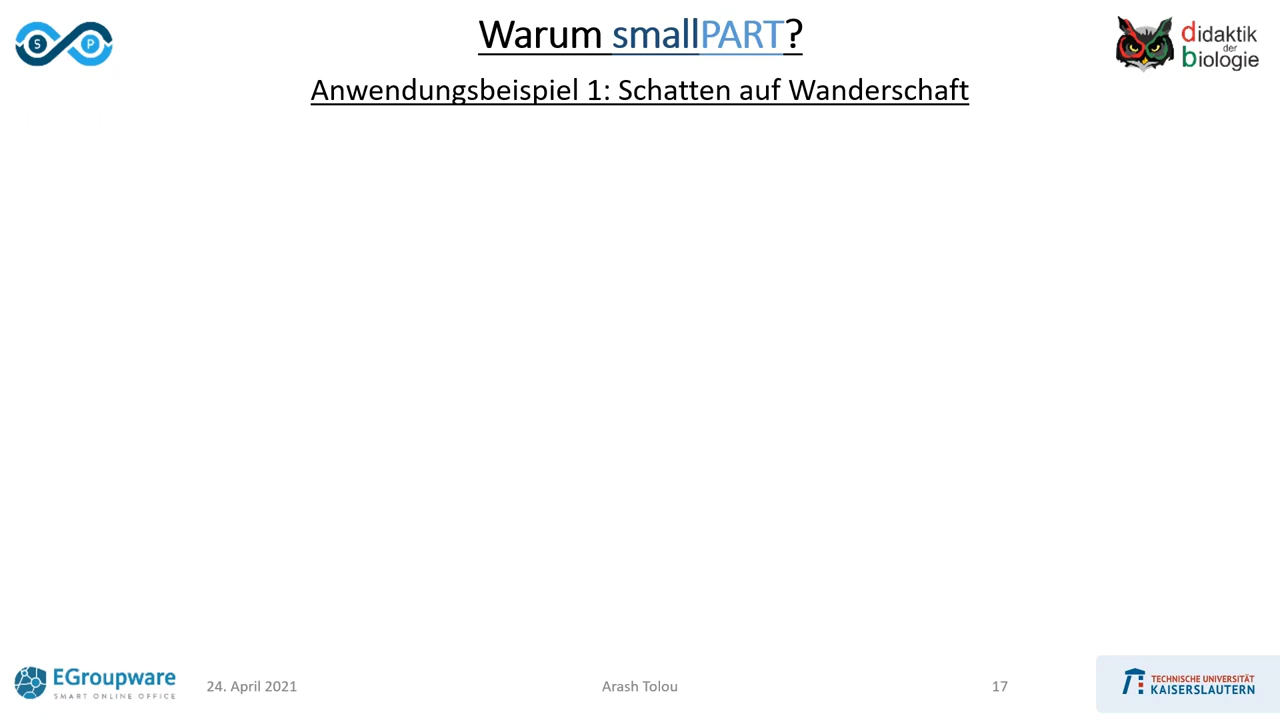 S P
Warum smallPART?
didaktik
der
biologie
Anwendungsbeispiel 1: Schatten auf Wanderschaft
EGroupware
SMART ONLINE OFFICE
24. April 2021
Arash Tolou
17
TECHNISCHE UNIVERSITÄT
KAISERSLAUTERN